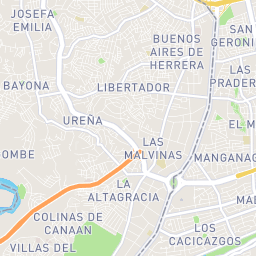 JOSEFA
EMILIA
SAN
GERONI
BUENOS
AIRES DE
HERRERA
LAS
PRADER
BAYONA
LIBERTADOR
UREÑA
EL M
LAS
MALVINAS
MANGANAG
OMBE
LA
ALTAGRACIA
MAD
COLINAS DE
CANAAN
LOS
CACICAZGOS
VILLAS DEL